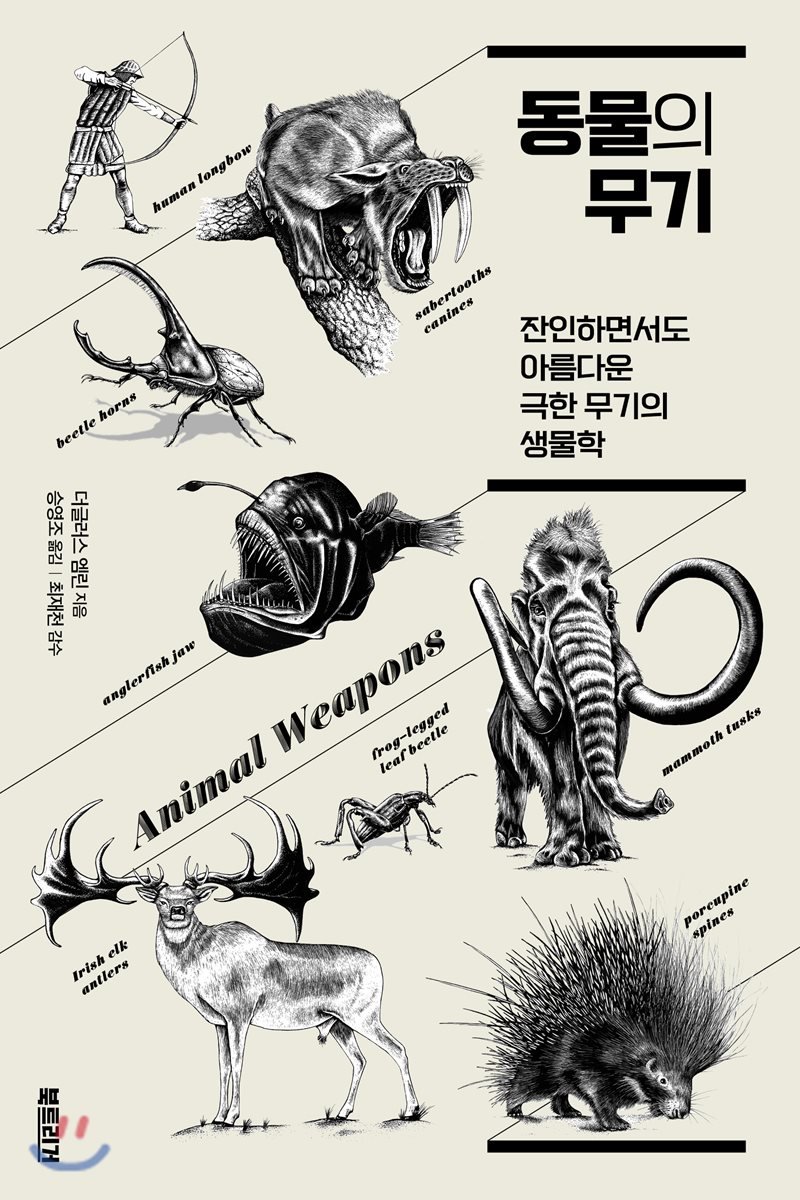 동물의
무기
잔인하면서도
아름다운
극한 무기의
생물학
human longbow
sabertooths
canines
beetle horns
더글라스 엠린 지음
승영조 옮김 | 최재천 감수
anglerfish jaw
Animal Weapons
frog-legged
leaf beetle
mammoth tusks
Irish elk
antlers
porcupine
spines
북트리거